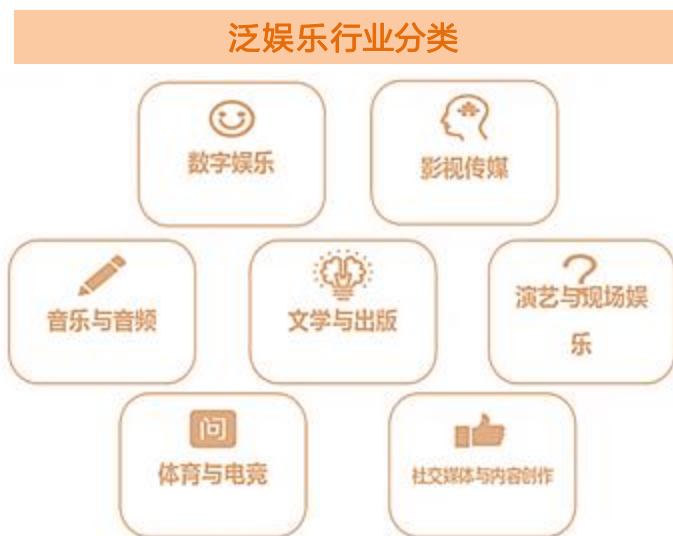 泛娱乐行业分类
数字娱乐
影视传媒
音乐与音频
文学与出版
演艺与现场娱
乐
问
体育与电竞
社交媒体与内容创作